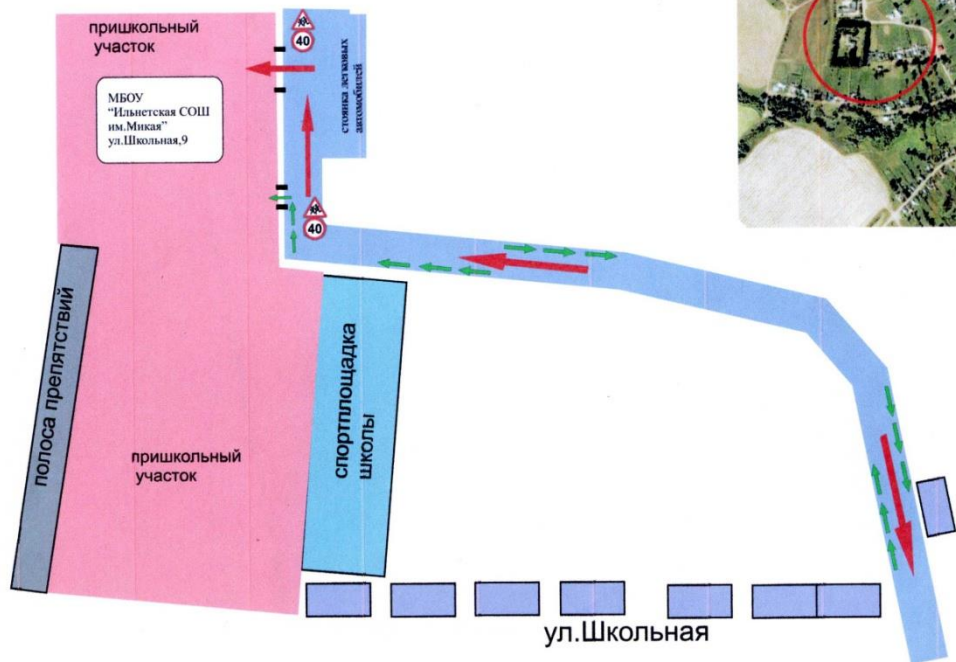 пришкольный
участок
40
МБОУ
“Ильнетская СОШ
им.Микая”
ул.Школьная,9
стоянка легковых
автомобилей
40
полоса препятствий
пришкольный
участок
спортплощадка
школы
ул.Школьная